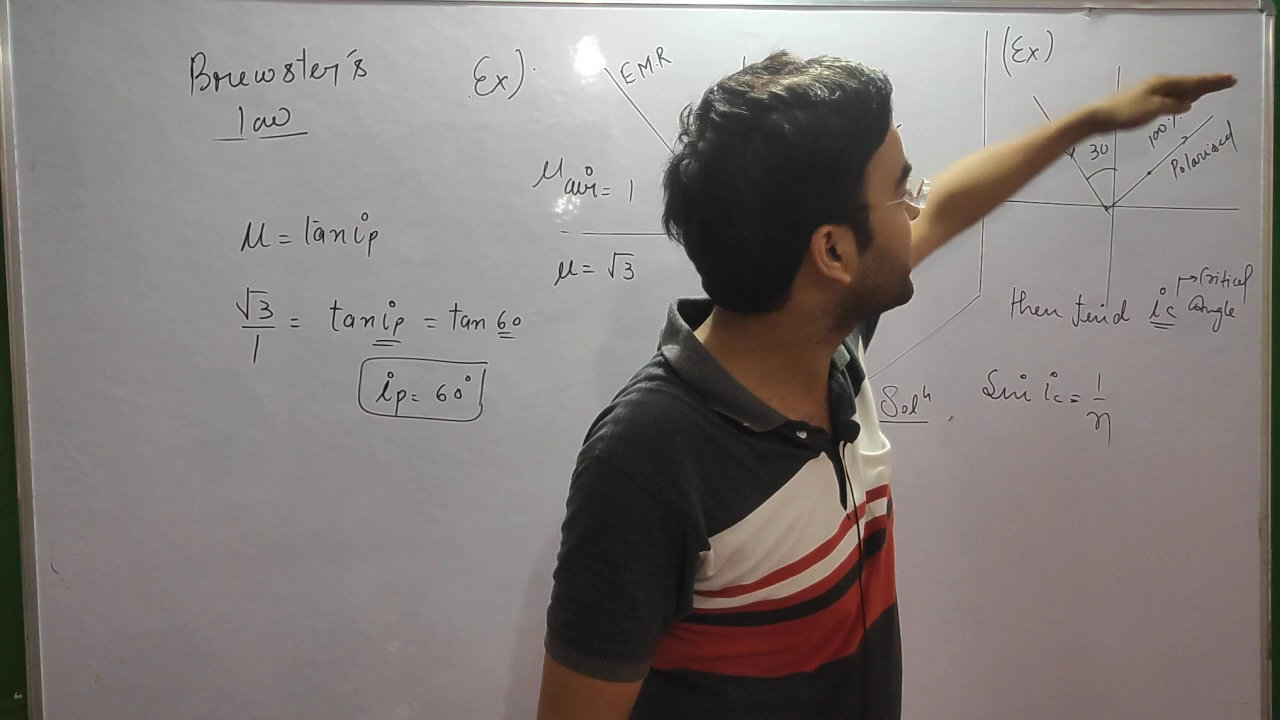 Brewster's
law
μ = tan ip
√3/1 = tan ip = tan 60
ip = 60°
Ex)
EMR
μair = 1
μ = √3
(Ex)
30
100%
Polarised
then find ic → Critical
angle
Solⁿ, Sin ic = 1/η